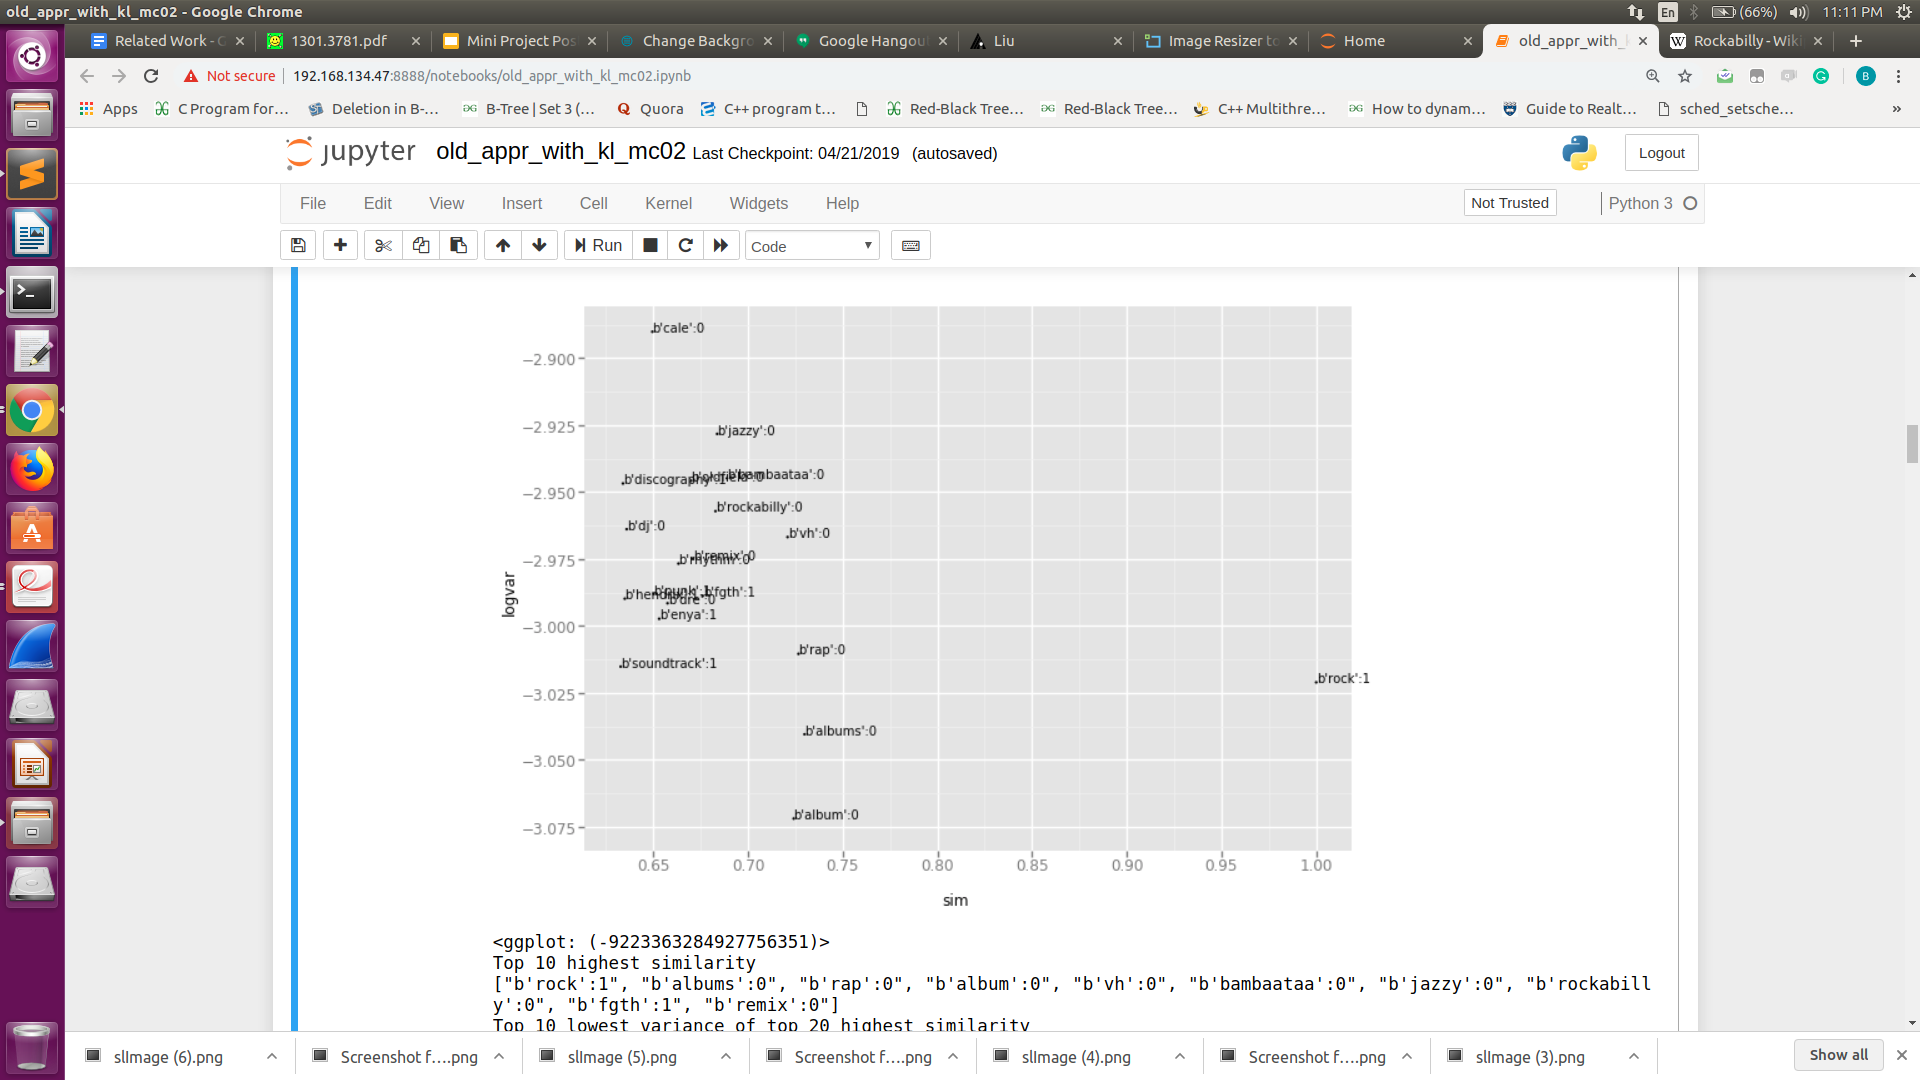 old_appr_with_kl_mc02 - Google Chrome
En (66%) 11:11 PM
Related Work - G
1301.3781.pdf
Mini Project Pos
Change Backgro
Google Hangou
Liu
Image Resizer to
Home
old_appr_with_
Rockabilly - Wiki
Not secure 192.168.134.47:8888/notebooks/old_appr_with_kl_mc02.ipynb
B
Apps
C Program for...
Deletion in B-...
B-Tree | Set 3 (...
Quora
C++ program t...
Red-Black Tree...
Red-Black Tree...
C++ Multithre...
How to dynam...
Guide to Realt...
sched_setsche...
»
jupyter old_appr_with_kl_mc02 Last Checkpoint: 04/21/2019 (autosaved)
Logout
File Edit View Insert Cell Kernel Widgets Help
Not Trusted
Python 3
Run
Code
b'cale':0
−2.900
−2.925
b'jazzy':0
b'bambaataa':0
b'oldfield':0
b'discography':1
−2.950
b'rockabilly':0
b'dj':0
b'vh':0
b'remix':0
b'rhythm':0
−2.975
b'punk':1
b'fgth':1
b'dre':0
b'enya':1
logvar
−3.000
b'rap':0
b'soundtrack':1
b'rock':1
−3.025
b'albums':0
−3.050
b'album':0
−3.075
0.65 0.70 0.75 0.80 0.85 0.90 0.95 1.00
sim
<ggplot: (-9223363284927756351)>
Top 10 highest similarity
["b'rock':1", "b'albums':0", "b'rap':0", "b'album':0", "b'vh':0", "b'bambaataa':0", "b'jazzy':0", "b'rockabill
y':0", "b'fgth':1", "b'remix':0"]
Top 10 lowest variance of top 20 highest similarity
slImage (6).png
Screenshot f....png
slImage (5).png
Screenshot f....png
slImage (4).png
Screenshot f....png
slImage (3).png
Show all